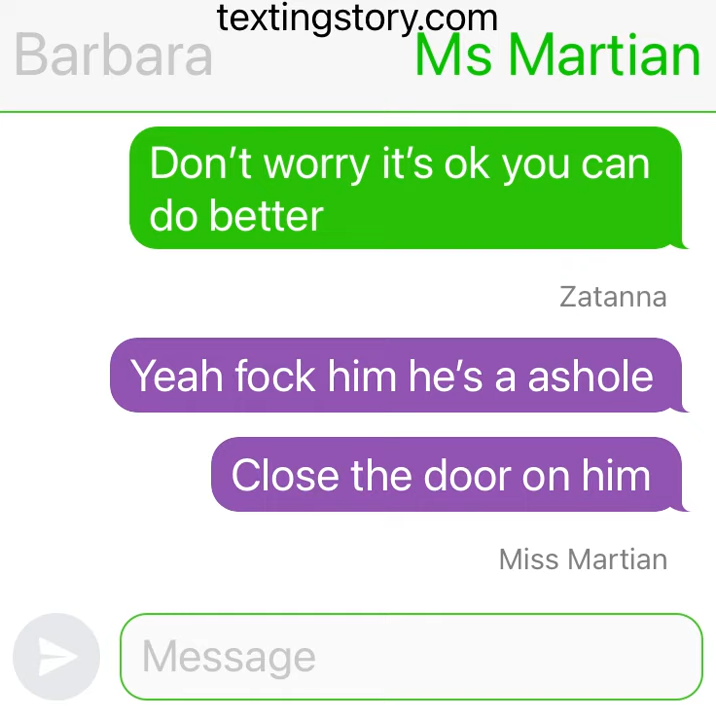 textingstory.com
Barbara Ms Martian
Don’t worry it’s ok you can
do better
Zatanna
Yeah fock him he’s a ashole
Close the door on him
Miss Martian
Message